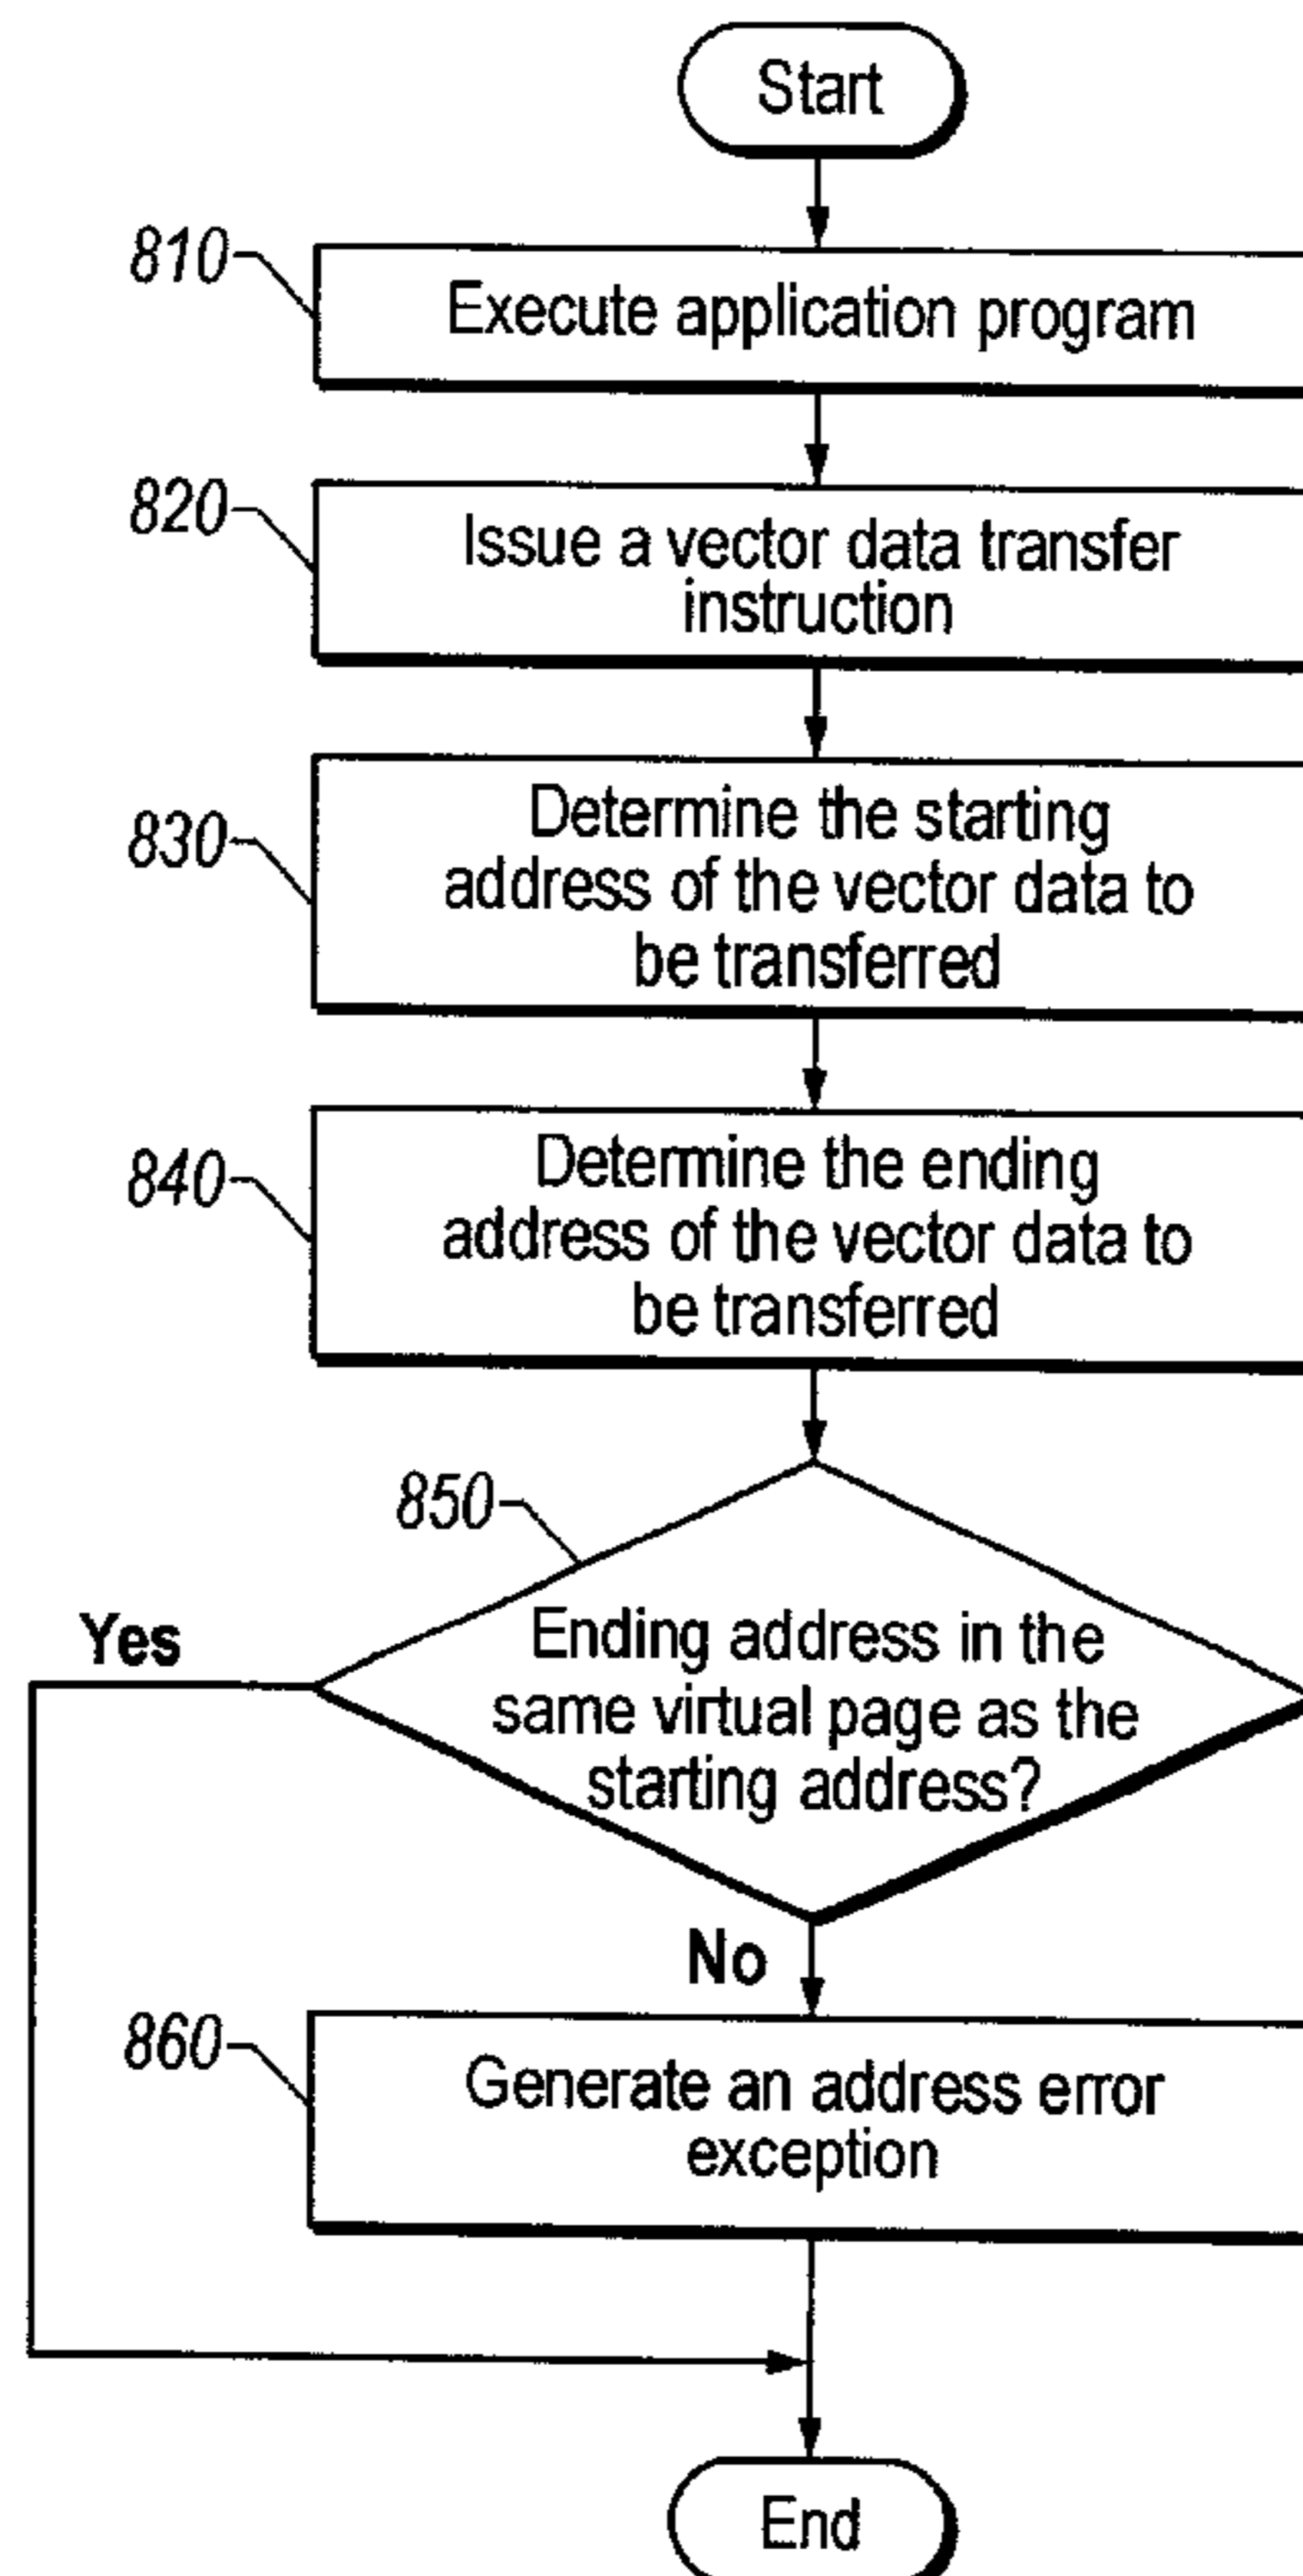 Start
810
Execute application program
820
Issue a vector data transfer
instruction
830
Determine the starting
address of the vector data to
be transferred
840
Determine the ending
address of the vector data to
be transferred
850
Yes
Ending address in the
same virtual page as the
starting address?
No
860
Generate an address error
exception
End